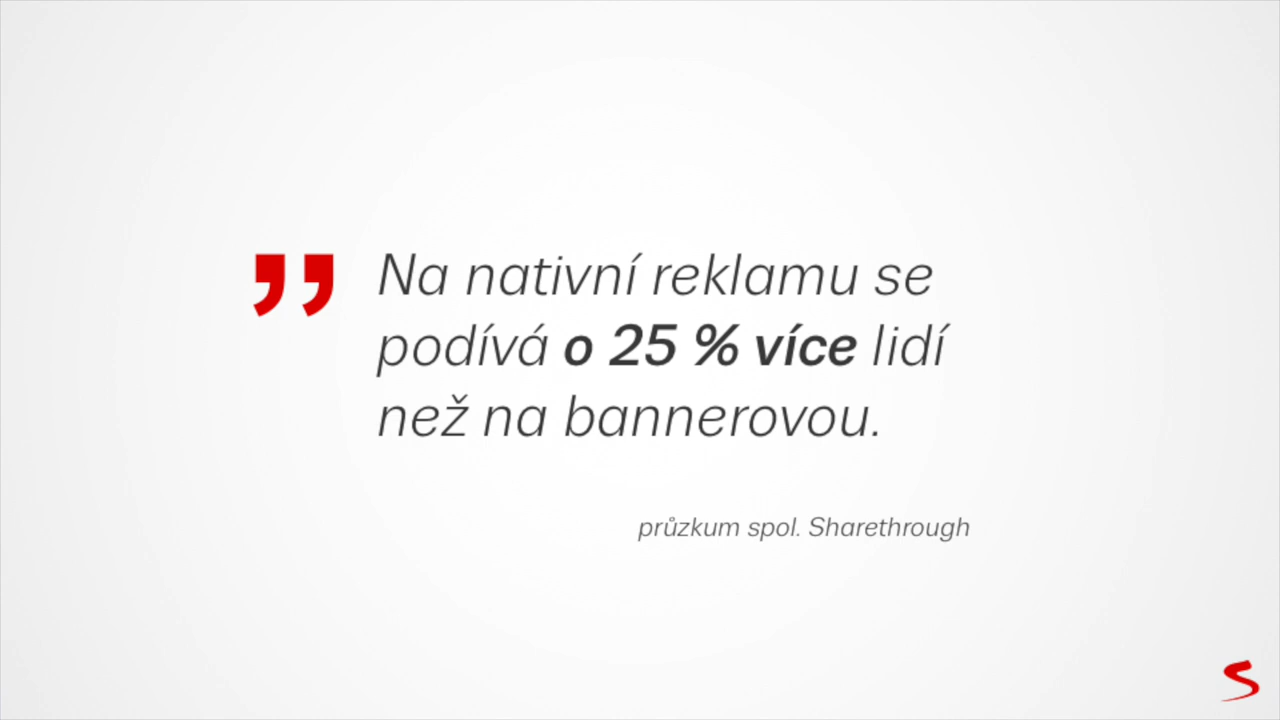 ” Na nativní reklamu se
podívá o 25 % více lidí
než na bannerovou.
průzkum spol. Sharethrough